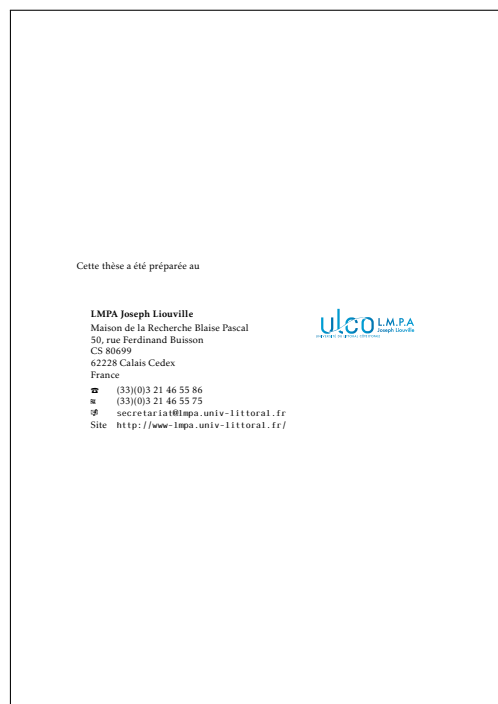 Cette thèse a été préparée au
LMPA Joseph Liouville
Maison de la Recherche Blaise Pascal
50, rue Ferdinand Buisson
CS 80699
62228 Calais Cedex
France
☎ (33)(0)3 21 46 55 86
(33)(0)3 21 46 55 75
secretariat@lmpa.univ-littoral.fr
Site http://www-lmpa.univ-littoral.fr/
ulco L.M.P.A
Joseph Liouville